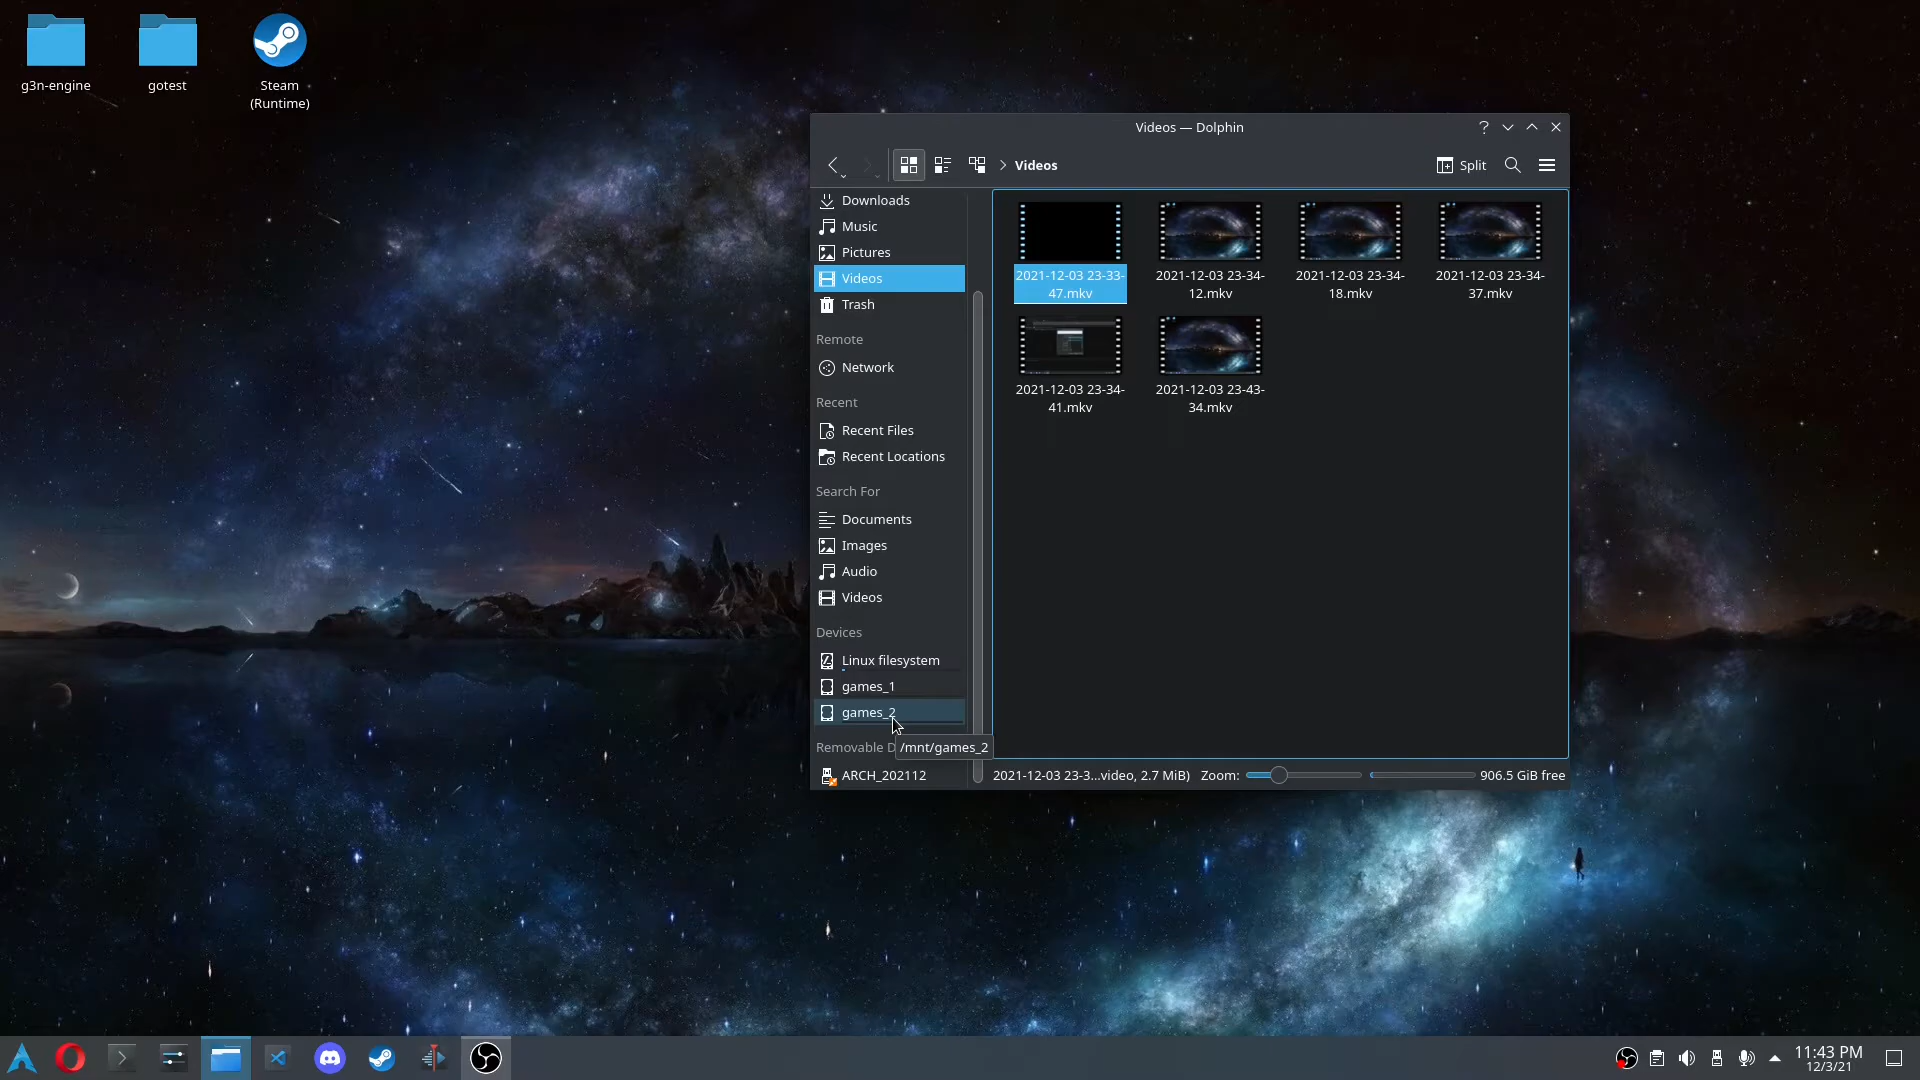 g3n-engine
gotest
Steam
(Runtime)
Videos — Dolphin
Videos
Split
Downloads
Music
Pictures
Videos
Trash
Remote
Network
Recent
Recent Files
Recent Locations
Search For
Documents
Images
Audio
Videos
Devices
Linux filesystem
games_1
games_2
Removable D
/mnt/games_2
ARCH_202112
2021-12-03 23-33-
47.mkv
2021-12-03 23-34-
12.mkv
2021-12-03 23-34-
18.mkv
2021-12-03 23-34-
37.mkv
2021-12-03 23-34-
41.mkv
2021-12-03 23-43-
34.mkv
2021-12-03 23-3...video, 2.7 MiB)
Zoom:
906.5 GiB free
11:43 PM
12/3/21